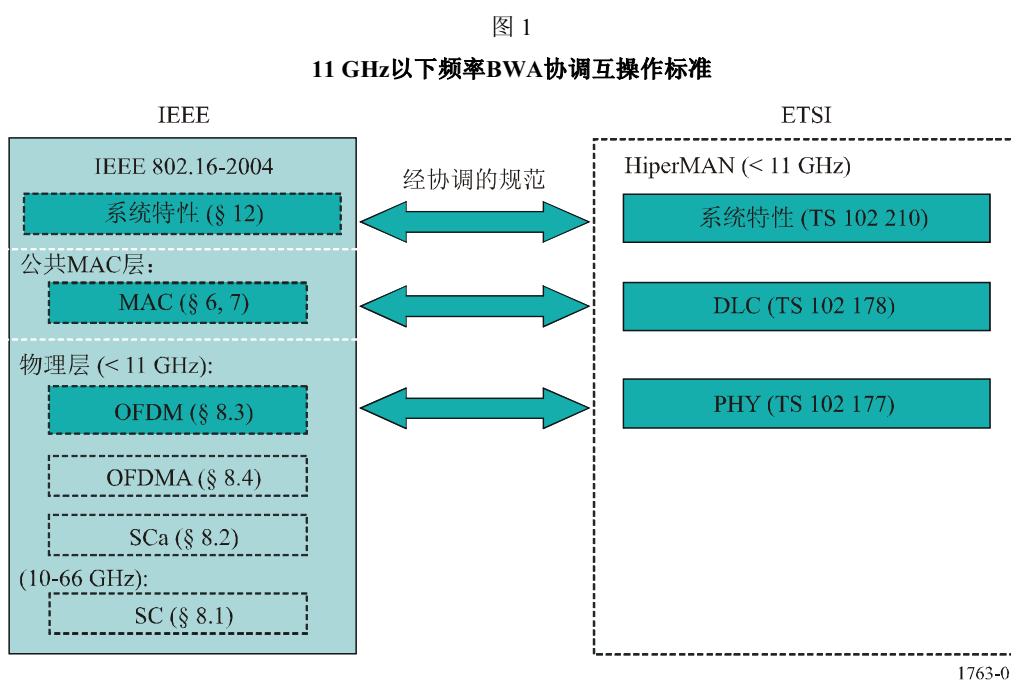 图 1
11 GHz以下频率BWA协调互操作标准
IEEE
ETSI
IEEE 802.16-2004
系统特性 (§ 12)
公共MAC层：
MAC (§ 6, 7)
物理层 (< 11 GHz):
OFDM (§ 8.3)
OFDMA (§ 8.4)
SCa (§ 8.2)
(10-66 GHz):
SC (§ 8.1)
经协调的规范
HiperMAN (< 11 GHz)
系统特性 (TS 102 210)
DLC (TS 102 178)
PHY (TS 102 177)
1763-0